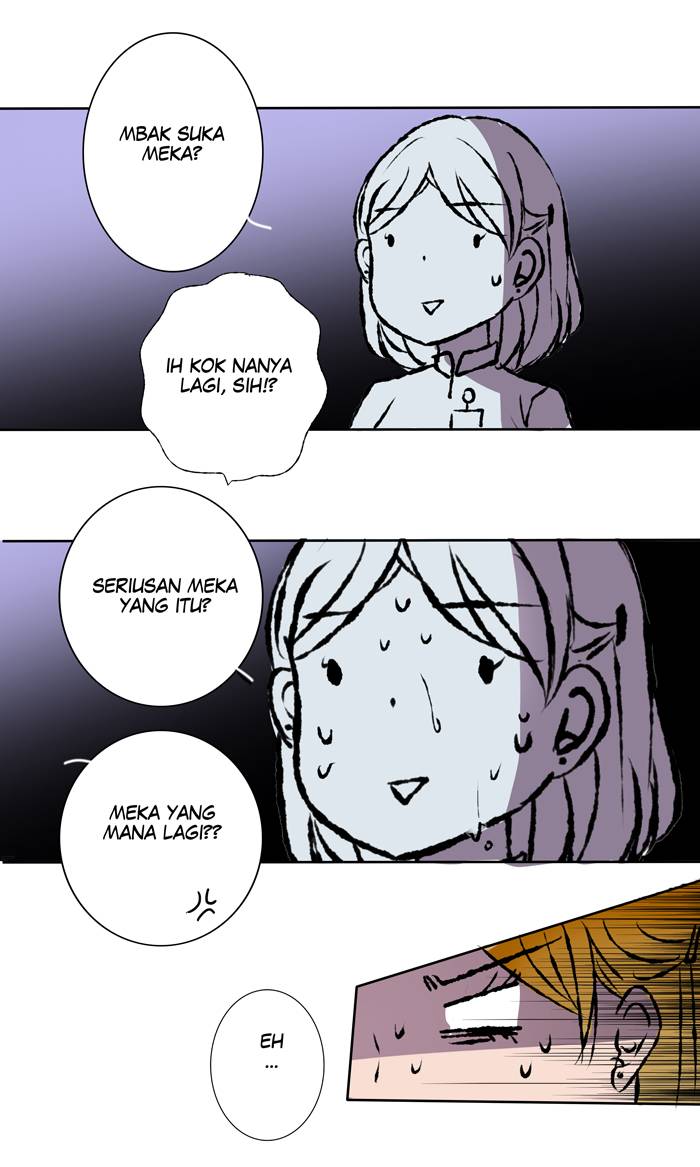 MBAK SUKA
MEKA?
IH KOK NANYA
LAGI, SIH!?
SERIUSAN MEKA
YANG ITU?
MEKA YANG
MANA LAGI??
EH
...